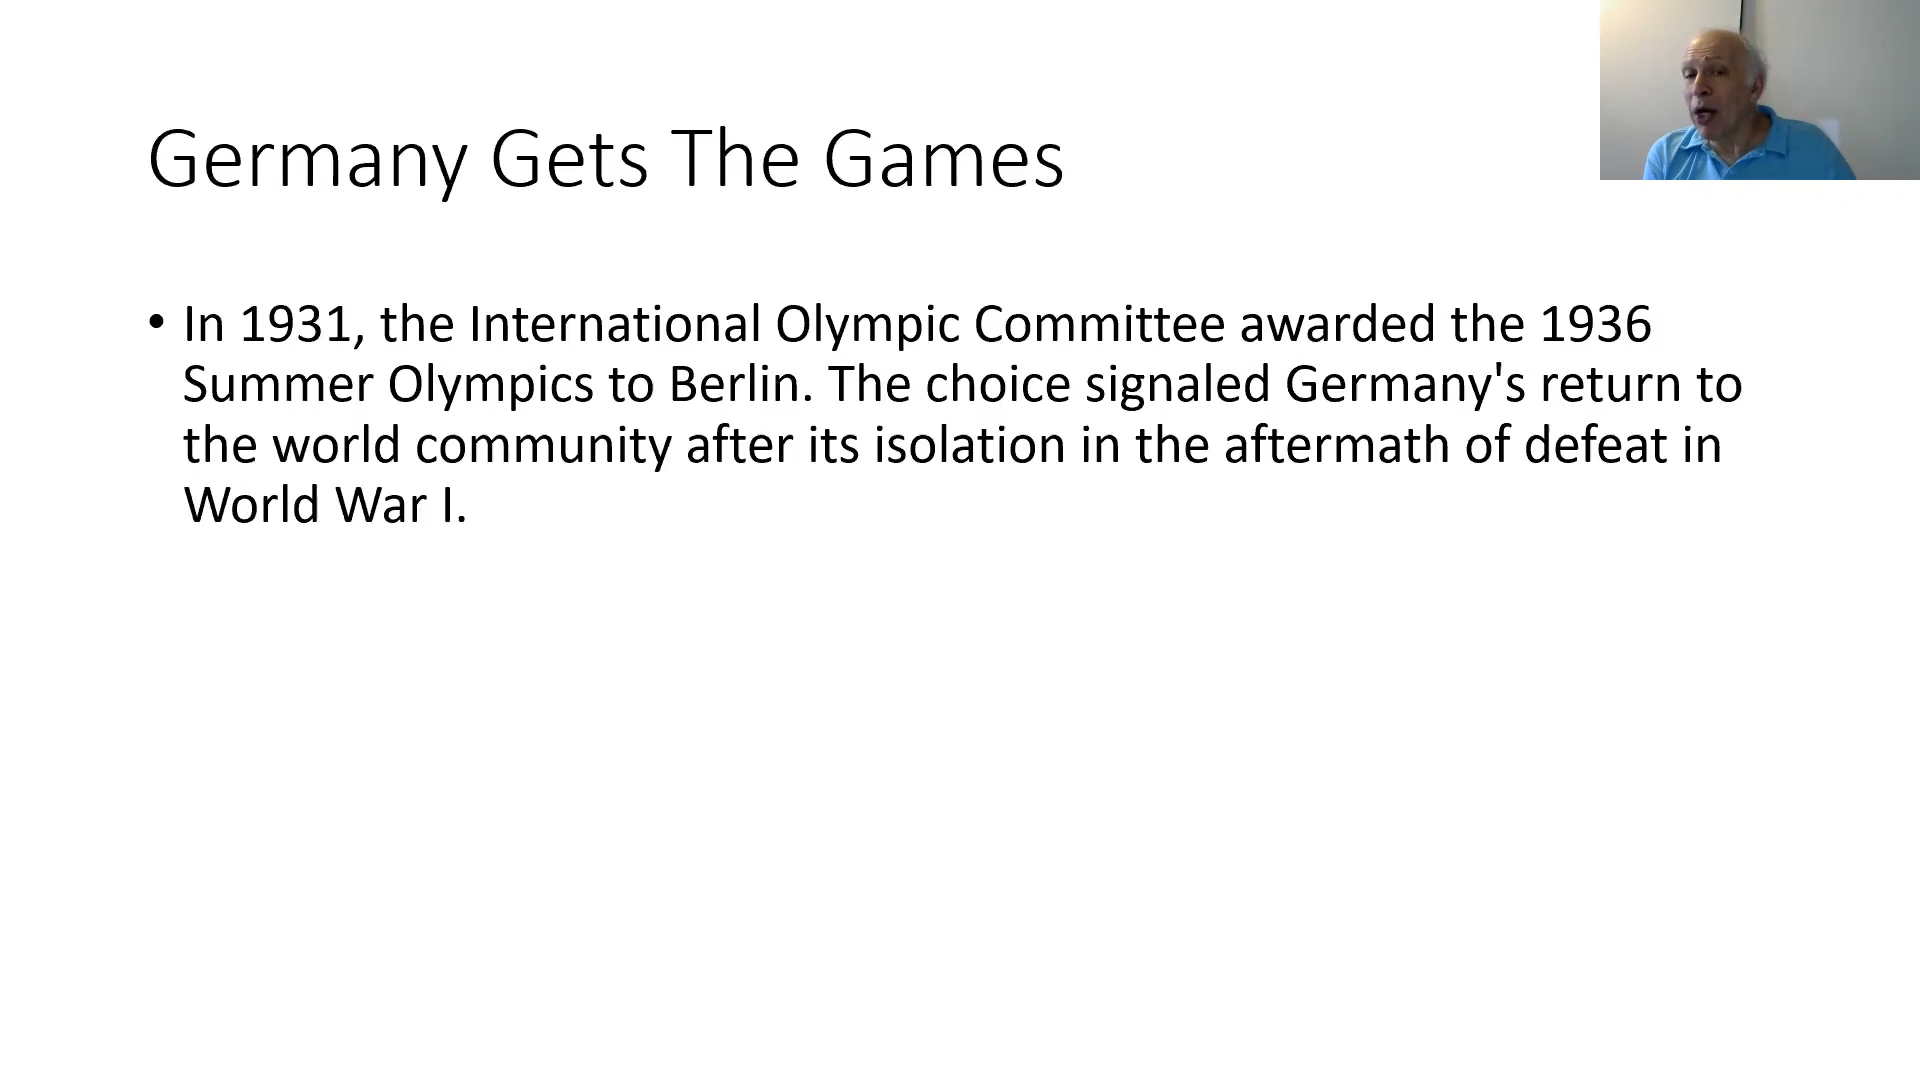 Germany Gets The Games
• In 1931, the International Olympic Committee awarded the 1936
Summer Olympics to Berlin. The choice signaled Germany's return to
the world community after its isolation in the aftermath of defeat in
World War I.